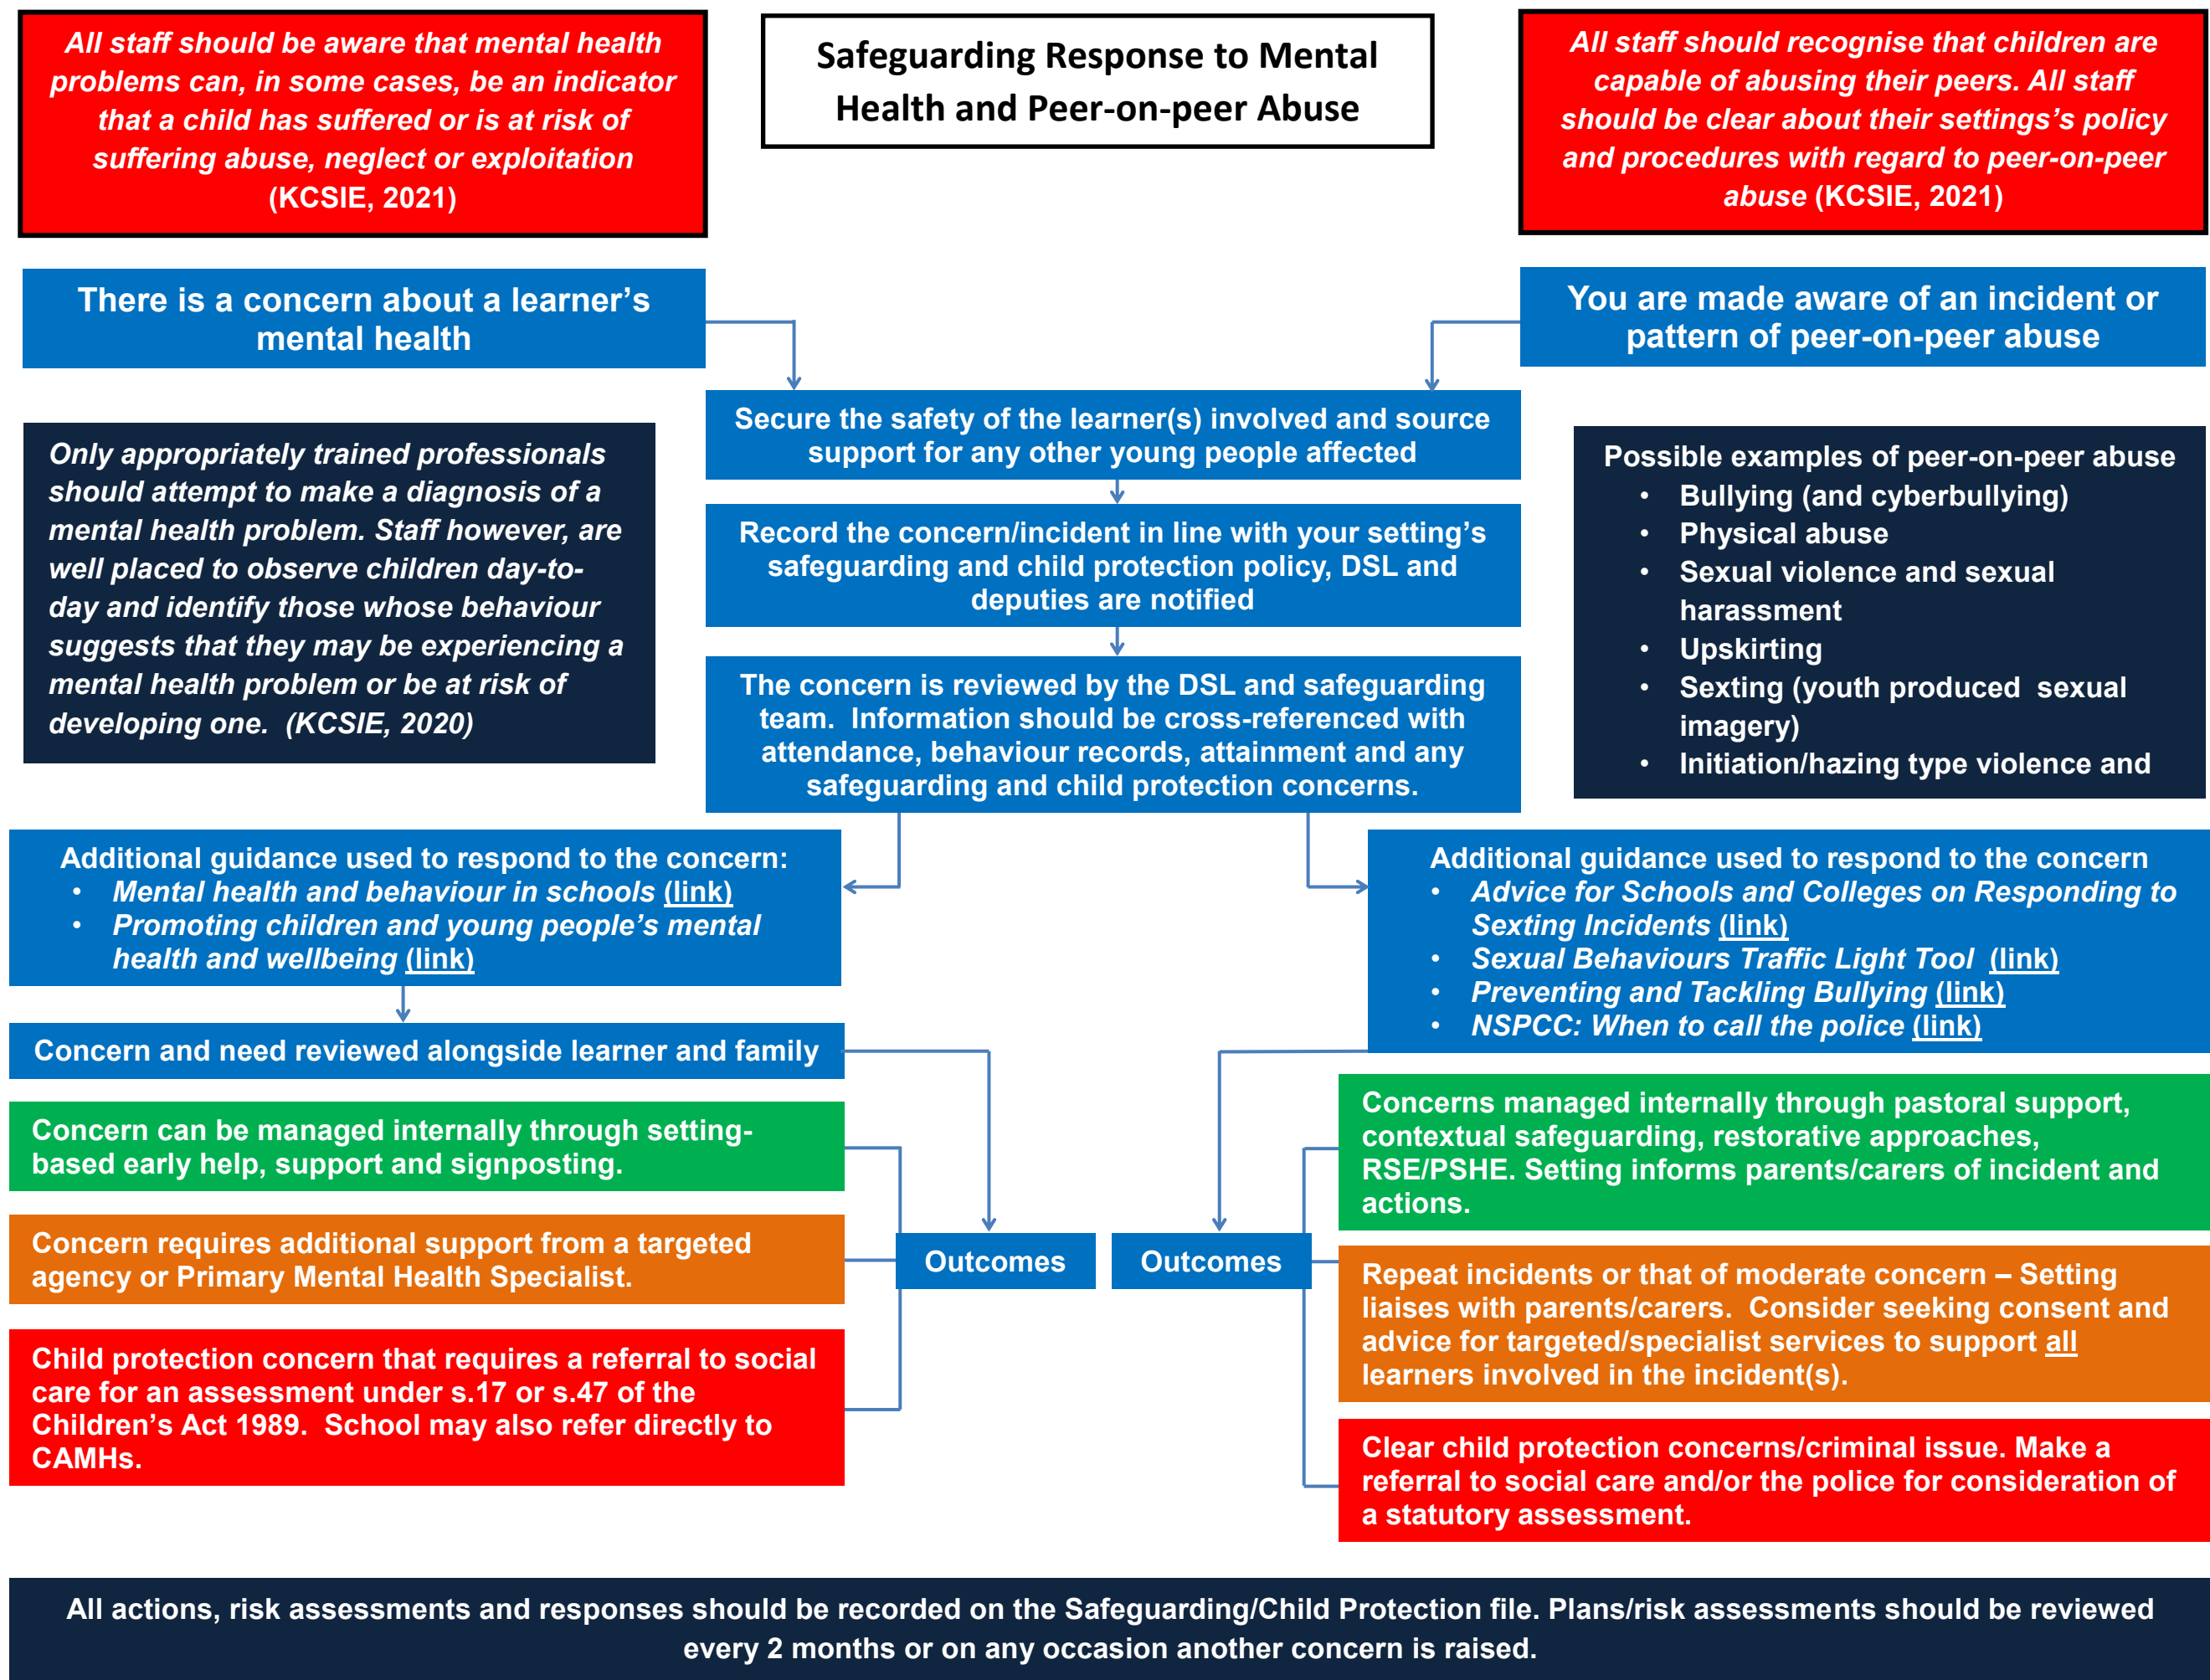 All staff should be aware that mental health
problems can, in some cases, be an indicator
that a child has suffered or is at risk of
suffering abuse, neglect or exploitation
(KCSIE, 2021)
Safeguarding Response to Mental
Health and Peer-on-peer Abuse
All staff should recognise that children are
capable of abusing their peers. All staff
should be clear about their settings's policy
and procedures with regard to peer-on-peer
abuse (KCSIE, 2021)
There is a concern about a learner’s
mental health
You are made aware of an incident or
pattern of peer-on-peer abuse
Secure the safety of the learner(s) involved and source
support for any other young people affected
Only appropriately trained professionals
should attempt to make a diagnosis of a
mental health problem. Staff however, are
well placed to observe children day-to-
day and identify those whose behaviour
suggests that they may be experiencing a
mental health problem or be at risk of
developing one. (KCSIE, 2020)
Record the concern/incident in line with your setting’s
safeguarding and child protection policy, DSL and
deputies are notified
The concern is reviewed by the DSL and safeguarding
team. Information should be cross-referenced with
attendance, behaviour records, attainment and any
safeguarding and child protection concerns.
Possible examples of peer-on-peer abuse
• Bullying (and cyberbullying)
• Physical abuse
• Sexual violence and sexual
harassment
• Upskirting
• Sexting (youth produced sexual
imagery)
• Initiation/hazing type violence and
Additional guidance used to respond to the concern:
• Mental health and behaviour in schools (link)
• Promoting children and young people’s mental
health and wellbeing (link)
Additional guidance used to respond to the concern
• Advice for Schools and Colleges on Responding to
Sexting Incidents (link)
• Sexual Behaviours Traffic Light Tool (link)
• Preventing and Tackling Bullying (link)
• NSPCC: When to call the police (link)
Concern and need reviewed alongside learner and family
Concern can be managed internally through setting-
based early help, support and signposting.
Concern requires additional support from a targeted
agency or Primary Mental Health Specialist.
Child protection concern that requires a referral to social
care for an assessment under s.17 or s.47 of the
Children’s Act 1989. School may also refer directly to
CAMHs.
Outcomes
Outcomes
Concerns managed internally through pastoral support,
contextual safeguarding, restorative approaches,
RSE/PSHE. Setting informs parents/carers of incident and
actions.
Repeat incidents or that of moderate concern – Setting
liaises with parents/carers. Consider seeking consent and
advice for targeted/specialist services to support all
learners involved in the incident(s).
Clear child protection concerns/criminal issue. Make a
referral to social care and/or the police for consideration of
a statutory assessment.
All actions, risk assessments and responses should be recorded on the Safeguarding/Child Protection file. Plans/risk assessments should be reviewed
every 2 months or on any occasion another concern is raised.